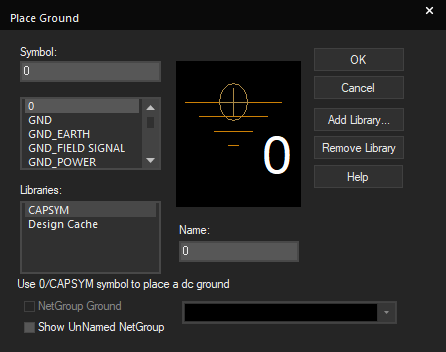 Place Ground
Symbol:
0
0
GND
GND_EARTH
GND_FIELD SIGNAL
GND_POWER
Libraries:
CAPSYM
Design Cache
0
OK
Cancel
Add Library...
Remove Library
Help
Name:
0
Use 0/CAPSYM symbol to place a dc ground
NetGroup Ground
Show UnNamed NetGroup